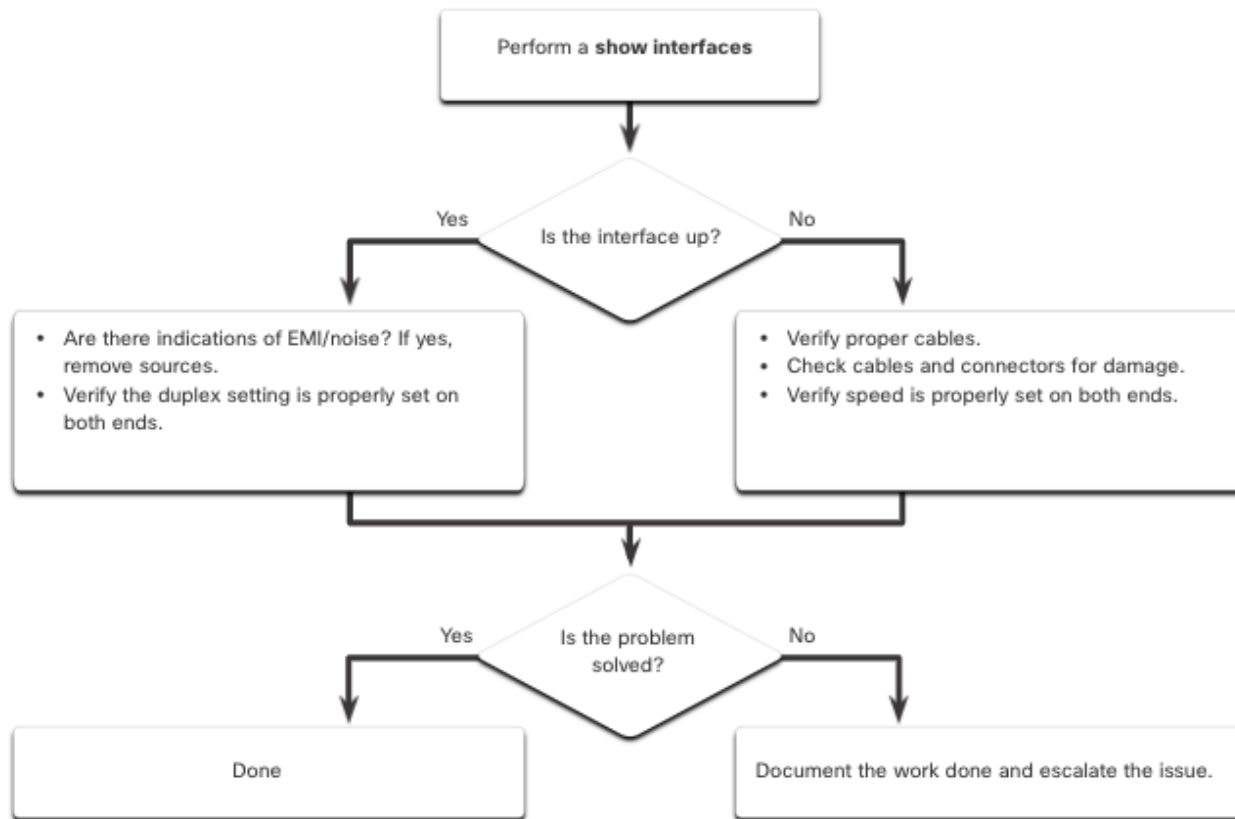 Perform a show interfaces
Yes
No
Is the interface up?
• Are there indications of EMI/noise? If yes,
remove sources.
• Verify the duplex setting is properly set on
both ends.
• Verify proper cables.
• Check cables and connectors for damage.
• Verify speed is properly set on both ends.
Yes
No
Is the problem
solved?
Done
Document the work done and escalate the issue.